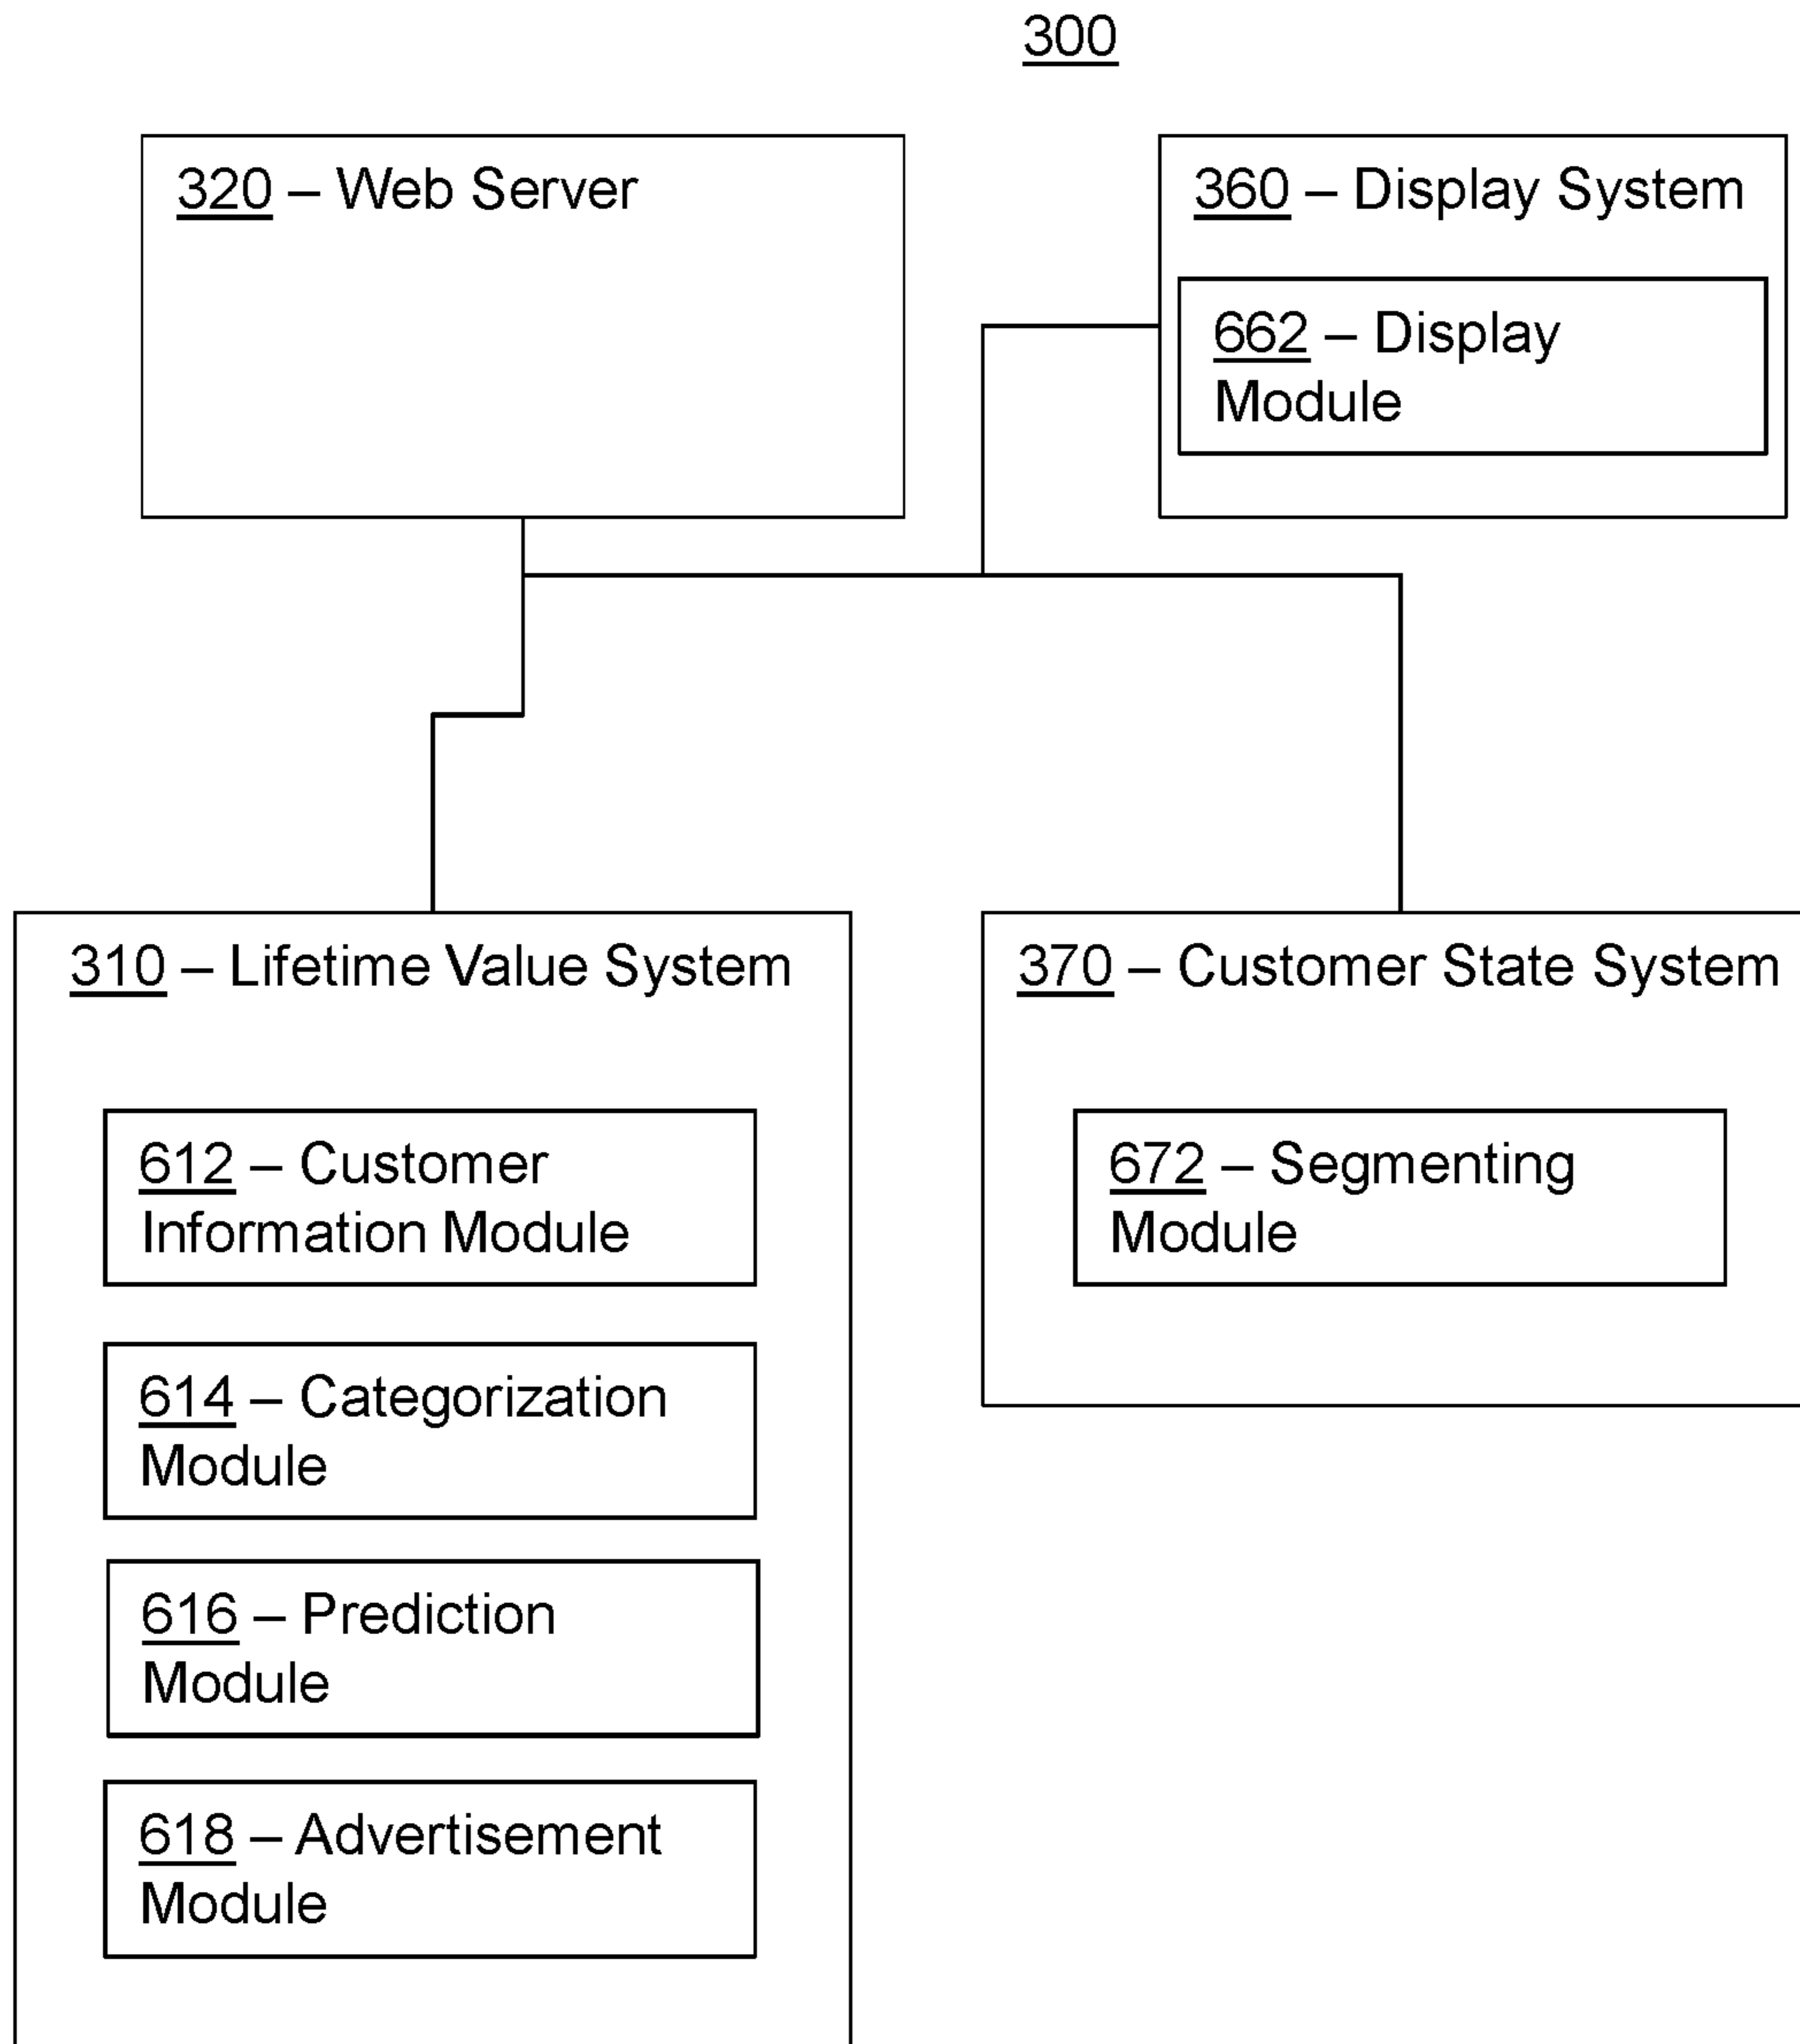 300
320 – Web Server
360 – Display System
662 – Display
Module
310 – Lifetime Value System
612 – Customer
Information Module
614 – Categorization
Module
616 – Prediction
Module
618 – Advertisement
Module
370 – Customer State System
672 – Segmenting
Module